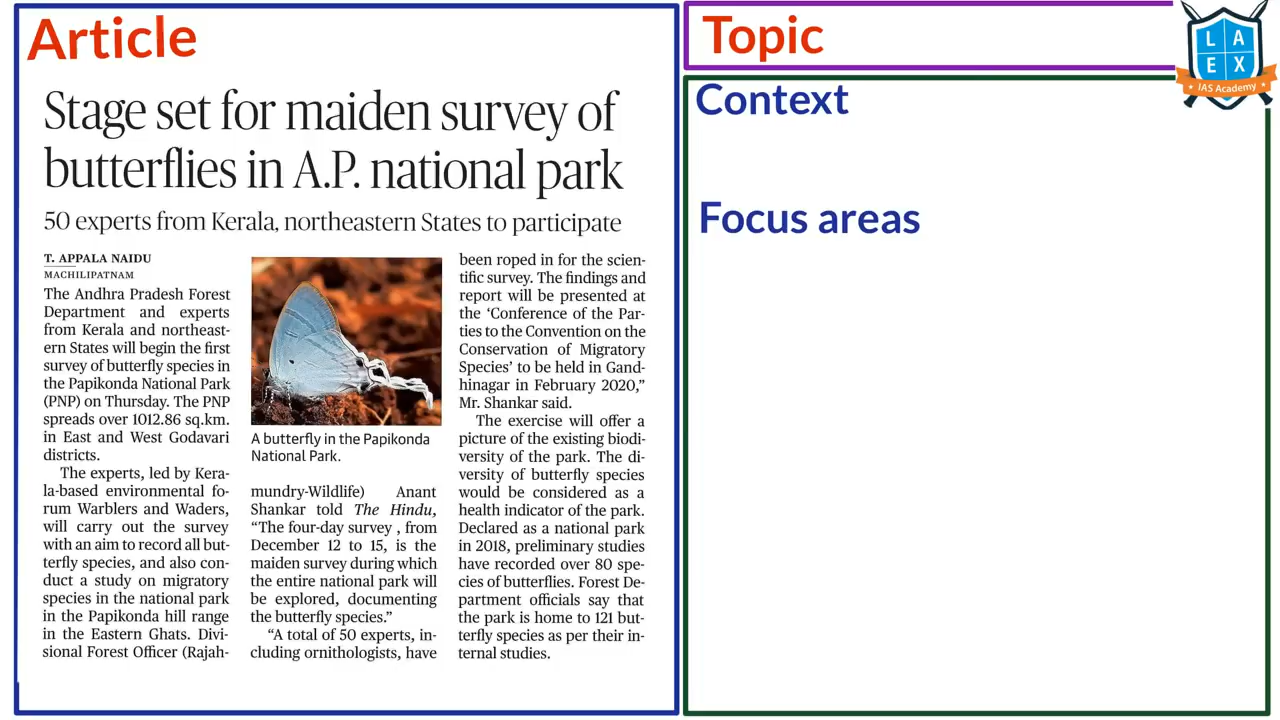 Article
Stage set for maiden survey of
butterflies in A.P. national park
50 experts from Kerala, northeastern States to participate
T. APPALA NAIDU
MACHILIPATNAM
The Andhra Pradesh Forest
Department and experts
from Kerala and northeast-
ern States will begin the first
survey of butterfly species in
the Papikonda National Park
(PNP) on Thursday. The PNP
spreads over 1012.86 sq.km.
in East and West Godavari
districts.
The experts, led by Kera-
la-based environmental fo-
rum Warblers and Waders,
will carry out the survey
with an aim to record all but-
terfly species, and also con-
duct a study on migratory
species in the national park
in the Papikonda hill range
in the Eastern Ghats. Divi-
sional Forest Officer (Rajah-
A butterfly in the Papikonda
National Park.
mundry-Wildlife) Anant
Shankar told The Hindu,
“The four-day survey , from
December 12 to 15, is the
maiden survey during which
the entire national park will
be explored, documenting
the butterfly species.”
“A total of 50 experts, in-
cluding ornithologists, have
been roped in for the scien-
tific survey. The findings and
report will be presented at
the ‘Conference of the Par-
ties to the Convention on the
Conservation of Migratory
Species’ to be held in Gand-
hinagar in February 2020,”
Mr. Shankar said.
The exercise will offer a
picture of the existing biodi-
versity of the park. The di-
versity of butterfly species
would be considered as a
health indicator of the park.
Declared as a national park
in 2018, preliminary studies
have recorded over 80 spe-
cies of butterflies. Forest De-
partment officials say that
the park is home to 121 but-
terfly species as per their in-
ternal studies.
Topic
Context
Focus areas
L A
E X
IAS Academy